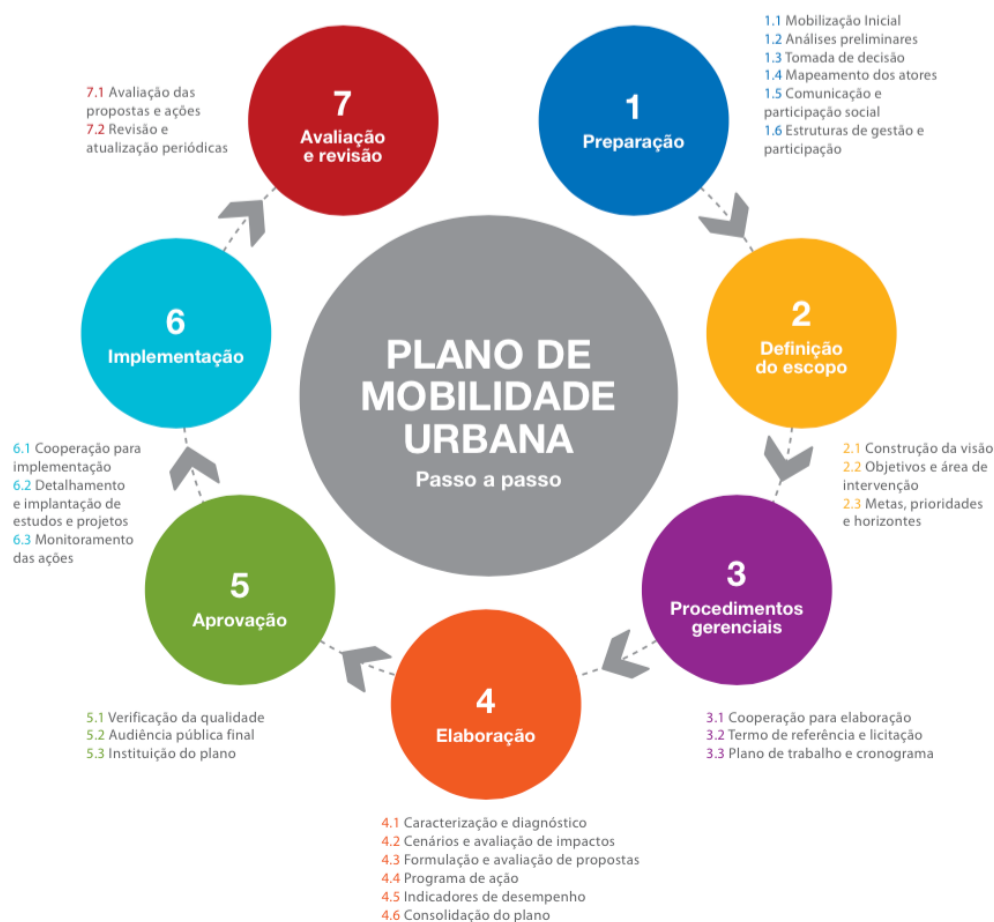 PLANO DE
MOBILIDADE
URBANA
Passo a passo
1
Preparação
1.1 Mobilização Inicial
1.2 Análises preliminares
1.3 Tomada de decisão
1.4 Mapeamento dos atores
1.5 Comunicação e
participação social
1.6 Estruturas de gestão e
participação
2
Definição
do escopo
2.1 Construção da visão
2.2 Objetivos e área de
intervenção
2.3 Metas, prioridades
e horizontes
3
Procedimentos
gerenciais
3.1 Cooperação para elaboração
3.2 Termo de referência e licitação
3.3 Plano de trabalho e cronograma
4
Elaboração
4.1 Caracterização e diagnóstico
4.2 Cenários e avaliação de impactos
4.3 Formulação e avaliação de propostas
4.4 Programa de ação
4.5 Indicadores de desempenho
4.6 Consolidação do plano
5
Aprovação
5.1 Verificação da qualidade
5.2 Audiência pública final
5.3 Instituição do plano
6
Implementação
6.1 Cooperação para
implementação
6.2 Detalhamento
e implantação de
estudos e projetos
6.3 Monitoramento
das ações
7
Avaliação
e revisão
7.1 Avaliação das
propostas e ações
7.2 Revisão e
atualização periódicas